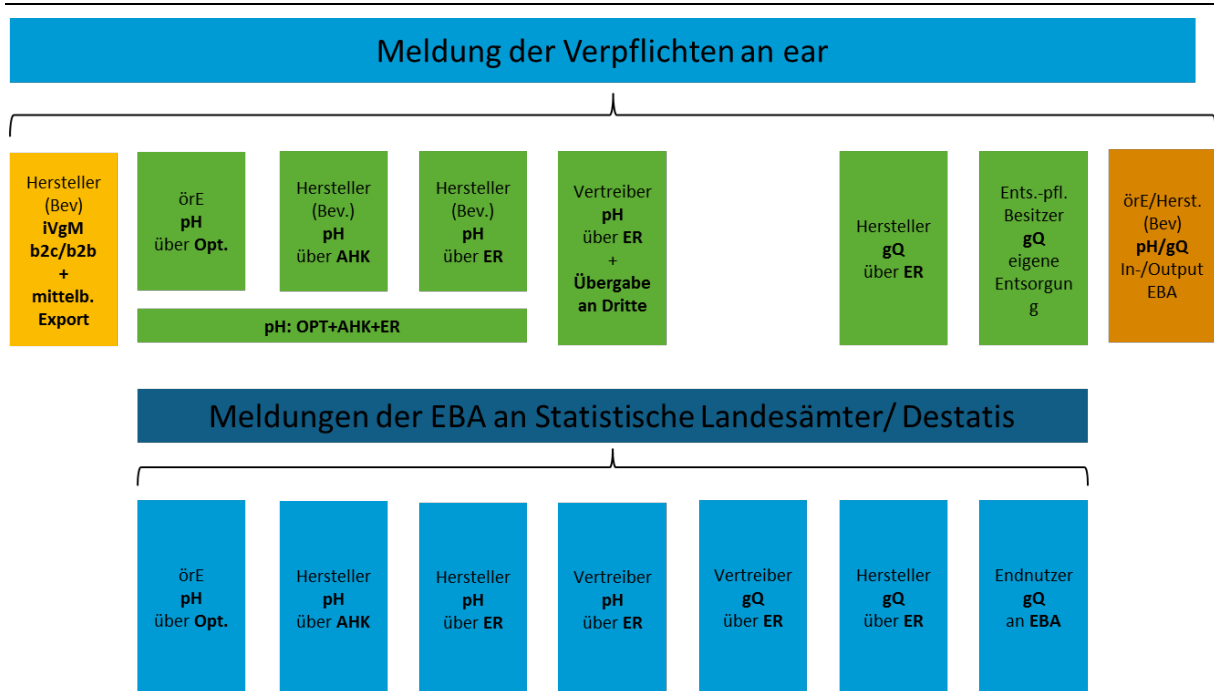 Meldung der Verpflichten an ear
Hersteller
(Bev)
iVgM
b2c/b2b
+
mittelb.
Export
örE
pH
über Opt.
Hersteller
(Bev.)
pH
über AHK
Hersteller
(Bev.)
pH
über ER
Vertreiber
pH
über ER
+
Übergabe
an Dritte
Hersteller
gQ
über ER
Ents.-pfl.
Besitzer
gQ
eigene
Entsorgun
g
örE/Herst.
(Bev)
pH/gQ
In-/Output
EBA
pH: OPT+AHK+ER
Meldungen der EBA an Statistische Landesämter/ Destatis
örE
pH
über Opt.
Hersteller
pH
über AHK
Hersteller
pH
über ER
Vertreiber
pH
über ER
Vertreiber
gQ
über ER
Hersteller
gQ
über ER
Endnutzer
gQ
an EBA